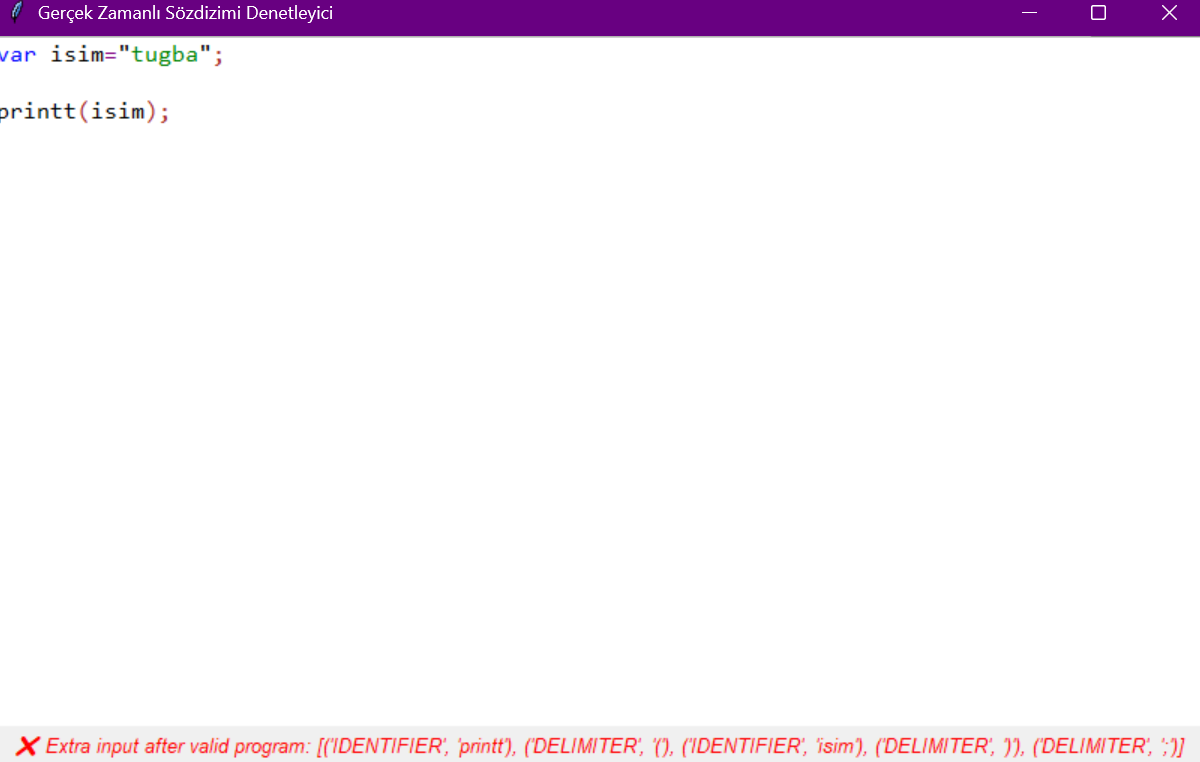 Gerçek Zamanlı Sözdizimi Denetleyici
var isim="tugba";
printt(isim);
❌ Extra input after valid program: [('IDENTIFIER', 'printt'), ('DELIMITER', '('), ('IDENTIFIER', 'isim'), ('DELIMITER', ')'), ('DELIMITER', ';')]